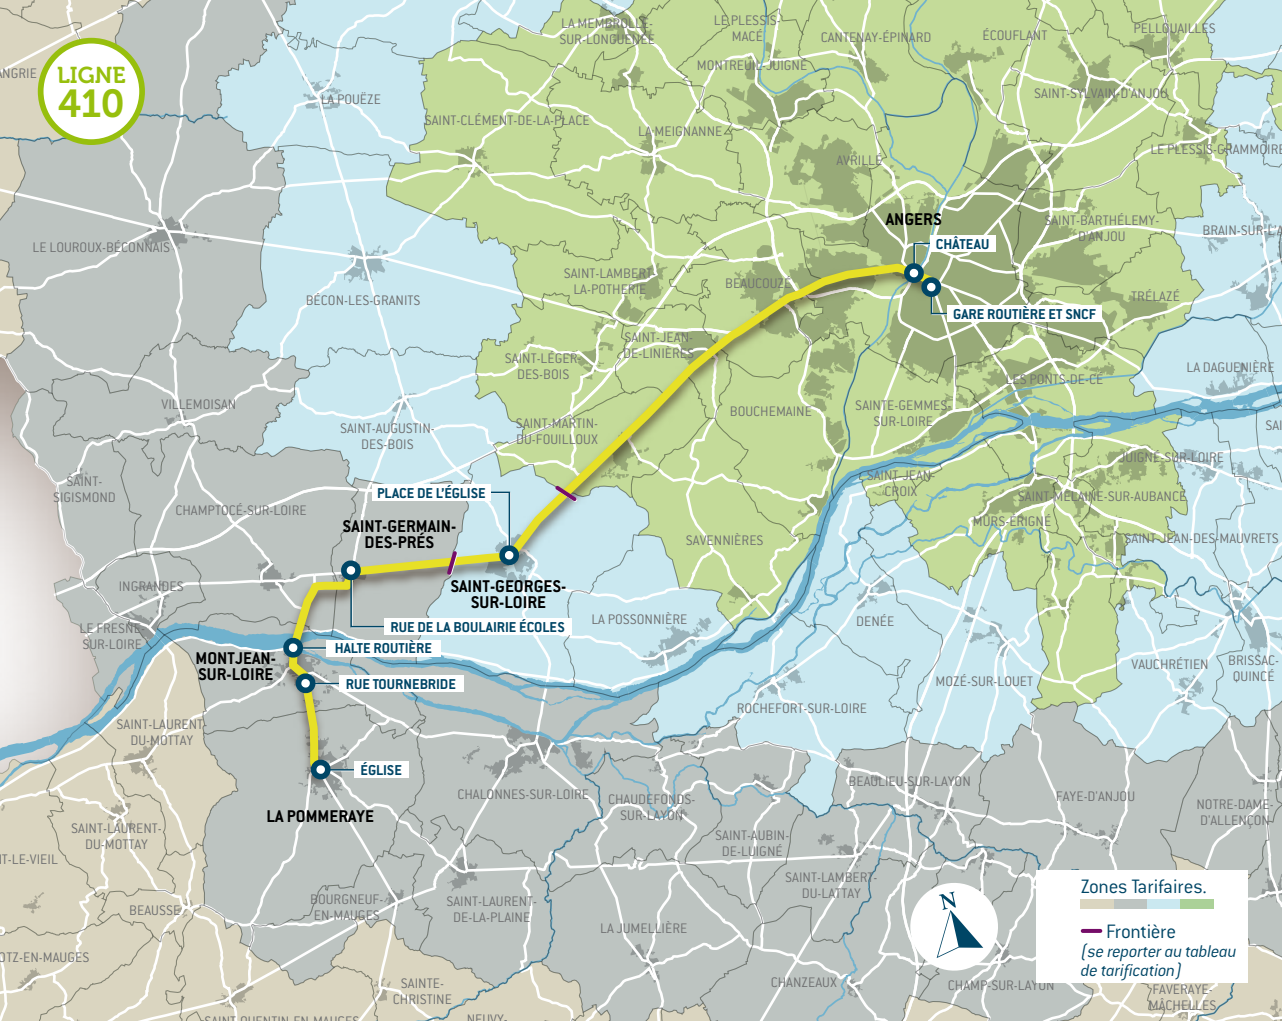 LIGNE
410
LA MEMBROLLE-
SUR-LONGUENÉE
LE PLESSIS-
MACÉ
CANTENAY-ÉPINARD
ÉCOUFLANT
PELLOUAILLES
ANGRIE
MONTREUIL-JUIGNÉ
LA POUËZE
SAINT-SYLVAIN-D'ANJOU
SAINT-CLÉMENT-DE-LA-PLACE
LA MEIGNANNE
LE PLESSIS-GRAMMOIRE
AVRILLÉ
ANGERS
SAINT-BARTHÉLEMY-
D'ANJOU
BRAIN-SUR-L'A
LE LOUROUX-BÉCONNAIS
CHÂTEAU
SAINT-LAMBERT-
LA-POTHERIE
BEAUCOUZÉ
BÉCON-LES-GRANITS
TRÉLAZÉ
GARE ROUTIÈRE ET SNCF
SAINT-JEAN-
DE-LINIÈRES
SAINT-LÉGER-
DES-BOIS
LA DAGUENIÈRE
LES PONTS-DE-CÉ
VILLEMOISAN
BOUCHEMAINE
SAINTE-GEMMES-
SUR-LOIRE
SAINT-AUGUSTIN-
DES-BOIS
SAINT-MARTIN-
DU-FOUILLOUX
SAI
JUIGNÉ-SUR-LOIRE
SAINT-
SIGISMOND
SAINT-JEAN-
CROIX
PLACE DE L'ÉGLISE
SAINT-MELAINE-SUR-AUBANCE
CHAMPTOCÉ-SUR-LOIRE
MURS-ÉRIGNÉ
SAINT-GERMAIN-
DES-PRÉS
SAVENNIÈRES
SAINT-JEAN-DES-MAUVRETS
INGRANDES
SAINT-GEORGES-
SUR-LOIRE
LA POSSONNIÈRE
DENÉE
LE FRESNE-
SUR-LOIRE
RUE DE LA BOULAIRIE ÉCOLES
HALTE ROUTIÈRE
MONTJEAN-
SUR-LOIRE
VAUCHRÉTIEN
BRISSAC-
QUINCÉ
RUE TOURNEBRIDE
MOZÉ-SUR-LOUET
ROCHEFORT-SUR-LOIRE
SAINT-LAURENT-
DU-MOTTAY
ÉGLISE
BEAULIEU-SUR-LAYON
FAYE-D'ANJOU
CHALONNES-SUR-LOIRE
CHAUDEFONDS-
SUR-LAYON
NOTRE-DAME-
D'ALLENÇON
LA POMMERAYE
SAINT-LAURENT-
DU-MOTTAY
SAINT-AUBIN-
DE-LUIGNÉ
NT-LE-VIEIL
SAINT-LAMBERT-
DU-LATTAY
Zones Tarifaires.
BEAUSSE
BOURGNEUF-
EN-MAUGES
SAINT-LAURENT-
DE-LA-PLAINE
N
LA JUMELLIÈRE
Frontière
(se reporter au tableau
de tarification)
OTZ-EN-MAUGES
CHANZEAUX
CHAMP-SUR-LAYON
SAINTE-
CHRISTINE
FAVERAYE-
MÂCHELLES
SAINT-QUENTIN-EN-MAUGES
NEUVY-